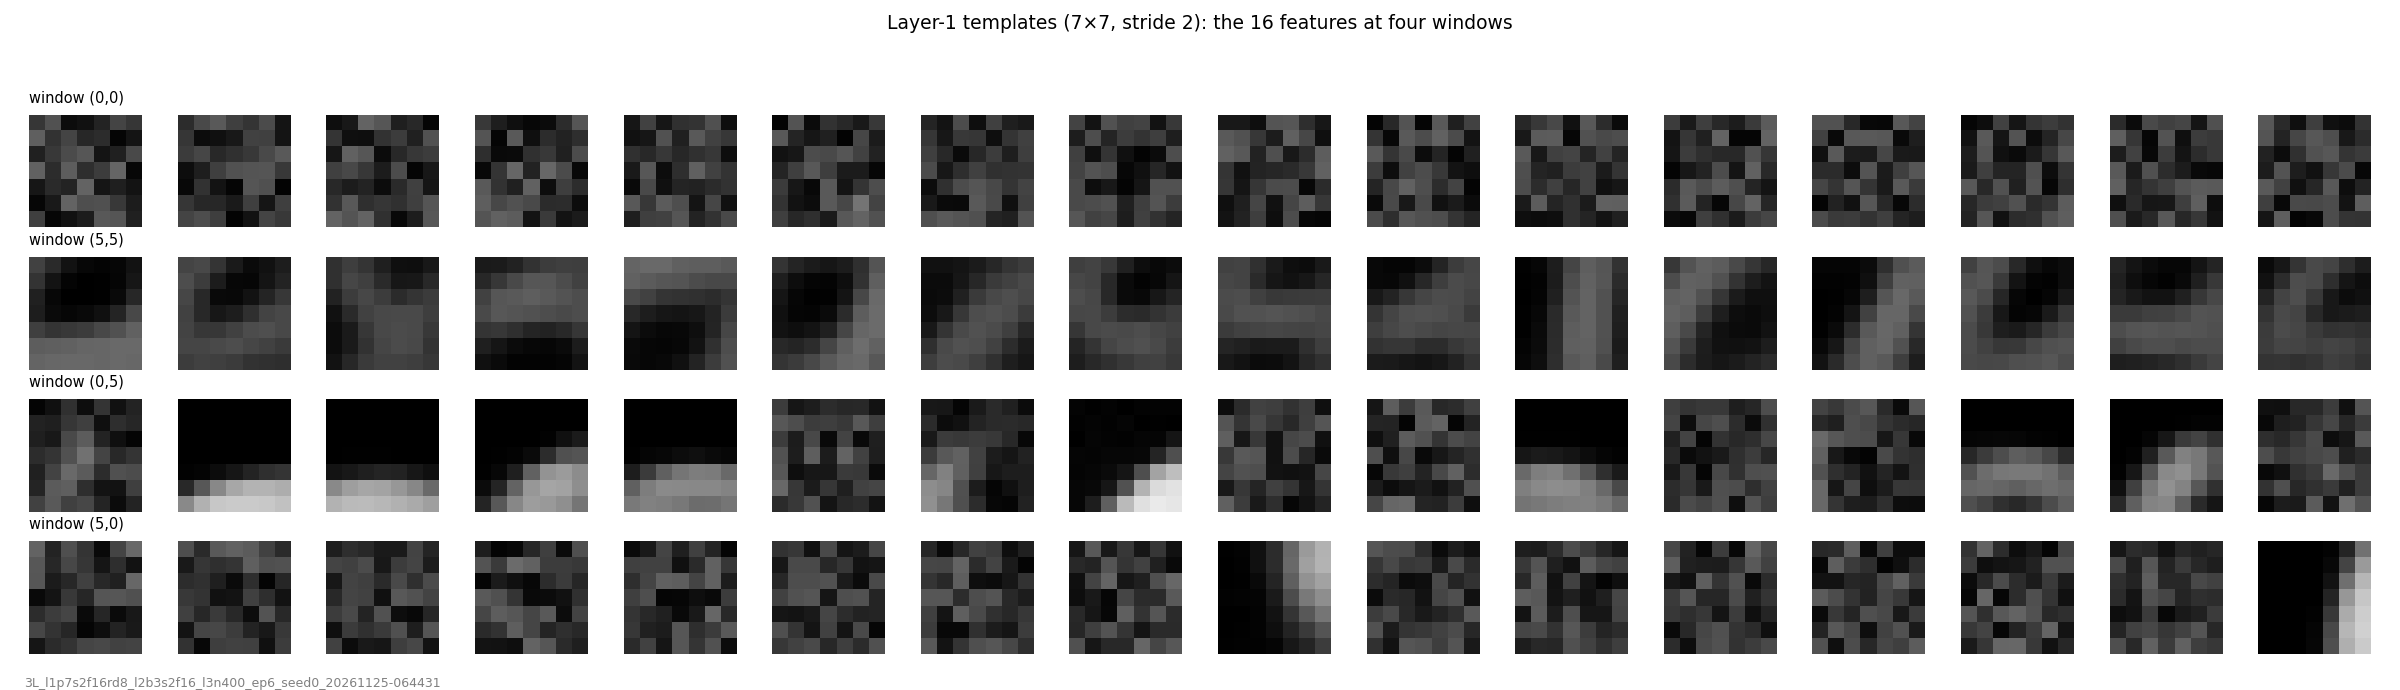 Layer-1 templates (7×7, stride 2): the 16 features at four windows
window (0,0)
window (5,5)
window (0,5)
window (5,0)
3L_l1p7s2f16rd8_l2b3s2f16_l3n400_ep6_seed0_20261125-064431